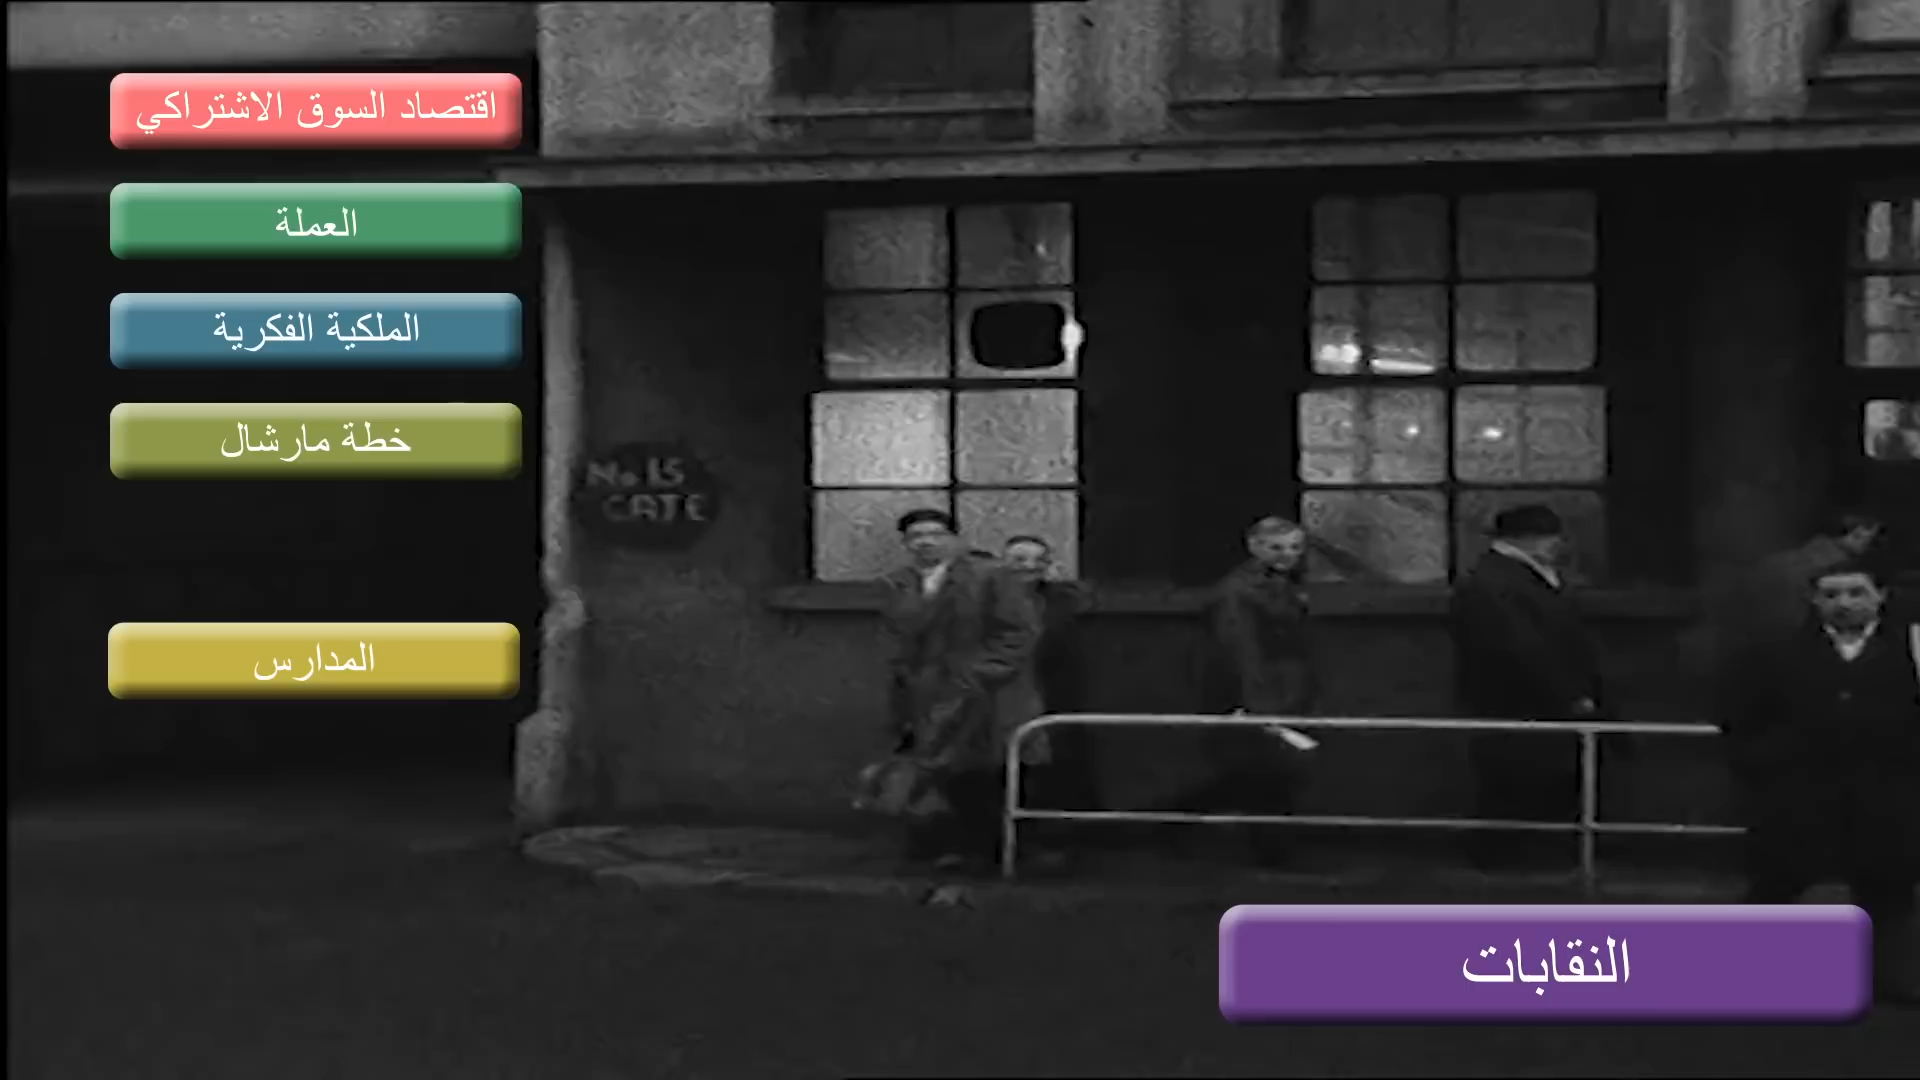 اقتصاد السوق الاشتراكي
العملة
الملكية الفكرية
خطة مارشال
No 15
GATE
المدارس
النقابات